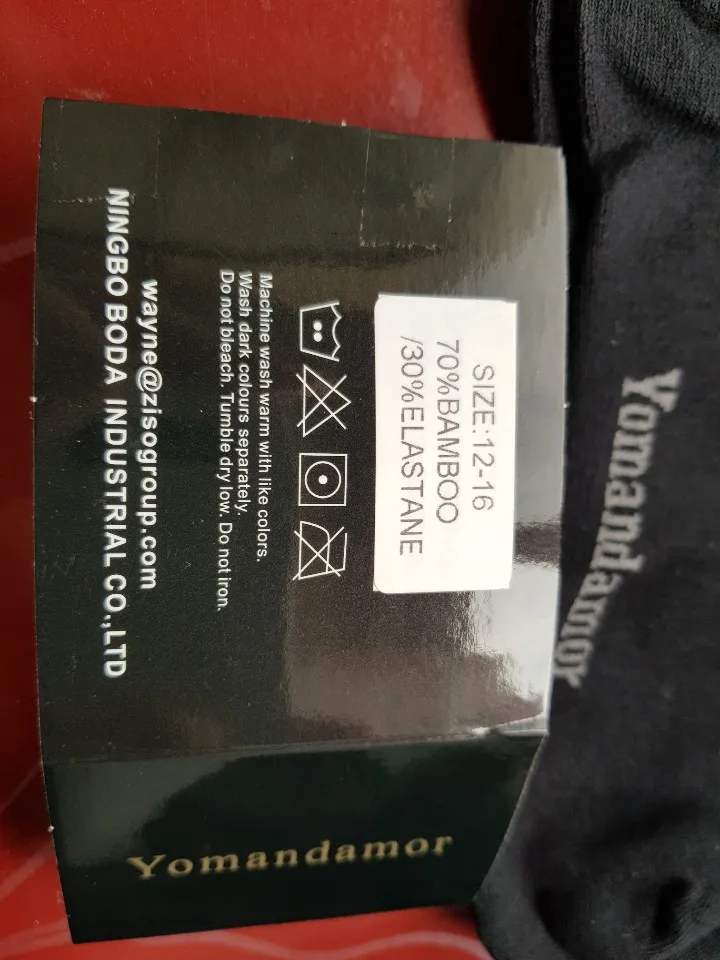 Yomandamor
SIZE:12-16
70%BAMBOO
/30%ELASTANE
Machine wash warm with like colors.
Wash dark colours separately.
Do not bleach. Tumble dry low. Do not iron.
wayne@zisogroup.com
NINGBO BODA INDUSTRIAL CO.,LTD
Yomandamor